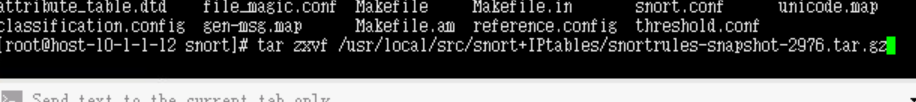 attribute_table.dtd file_magic.conf Makefile Makefile.in snort.conf unicode.map
classification.config gen-msg.map Makefile.am reference.config threshold.conf
[root@host-10-1-1-12 snort]# tar zxvf /usr/local/src/snort+IPtables/snortrules-snapshot-2976.tar.gz
Send text to the current tab only